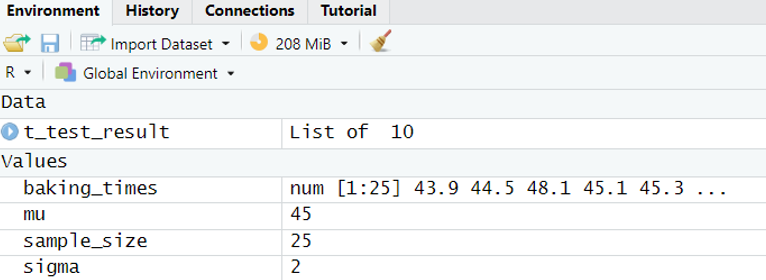 Environment History Connections Tutorial
Import Dataset 208 MiB
R Global Environment
Data
t_test_result List of 10
Values
baking_times num [1:25] 43.9 44.5 48.1 45.1 45.3 ...
mu 45
sample_size 25
sigma 2